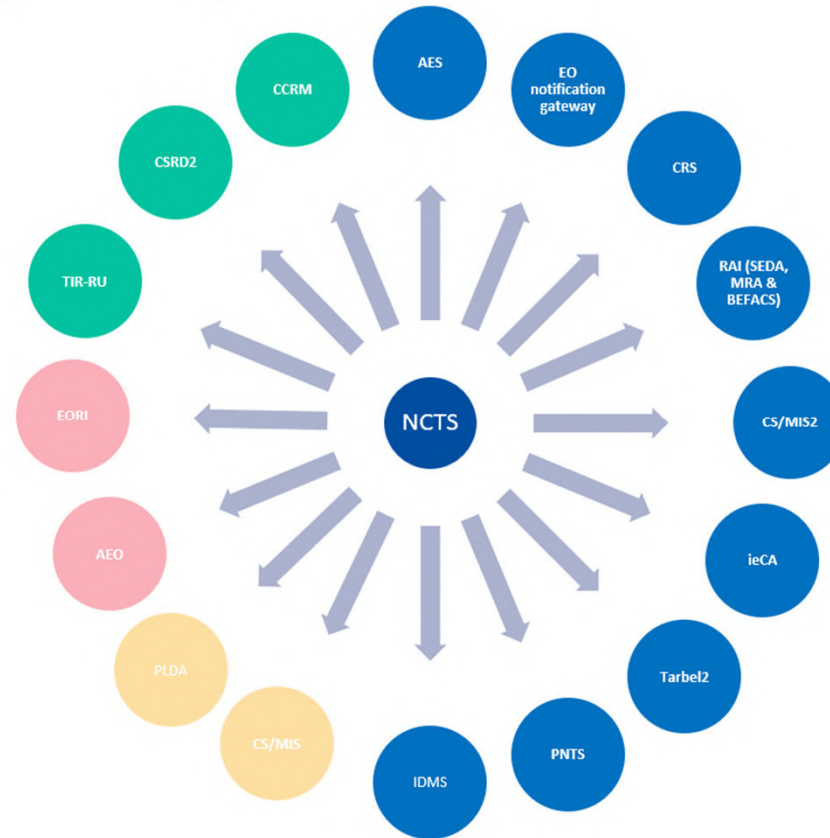 AES
EO
notification
gateway
CCRM
CRS
CSRD2
RAI (SEDA,
MRA &
BEFACS)
TIR-RU
EORI
NCTS
CS/MIS2
AEO
ieCA
PLDA
Tarbel2
CS/MIS
PNTS
IDMS